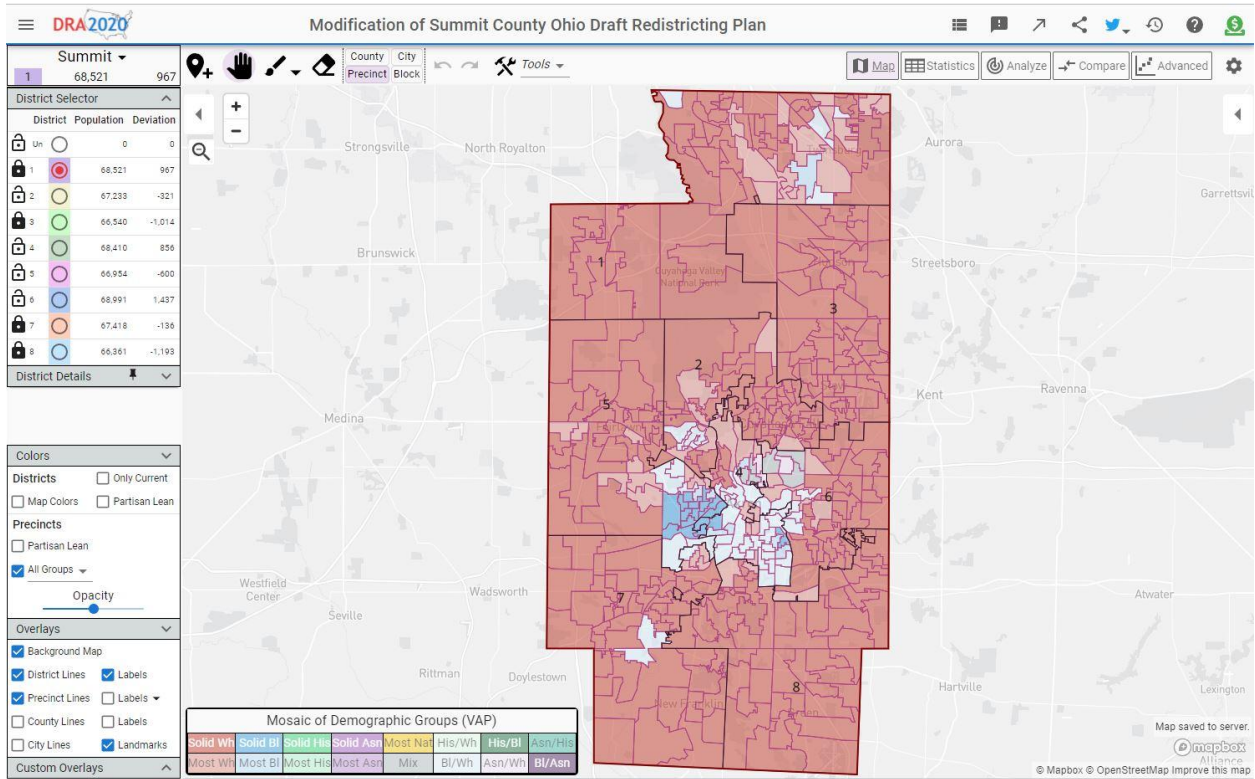 DRA2020
Modification of Summit County Ohio Draft Redistricting Plan
Summit
1 68,521 967
County City
Precinct Block
Tools
Map
Statistics
Analyze
Compare
Advanced
District Selector
District Population Deviation
Un 0 0
1 68,521 967
2 67,233 -321
3 66,540 -1,014
4 68,410 856
5 66,954 -600
6 68,991 1,437
7 67,418 -136
8 66,361 -1,193
District Details
Colors
Districts Only Current
Map Colors Partisan Lean
Precincts
Partisan Lean
All Groups
Opacity
Overlays
Background Map
District Lines Labels
Precinct Lines Labels
County Lines Labels
City Lines Landmarks
Custom Overlays
+
−
Strongsville
North Royalton
Aurora
Garrettsvil
Brunswick
Streetsboro
Cuyahoga Valley
National Park
1
3
2
Kent
Ravenna
5
Medina
4
6
Westfield
Center
Wadsworth
Atwater
Seville
7
Rittman
Doylestown
Hartville
Lexington
8
New Franklin
Green
Alliance
Mosaic of Demographic Groups (VAP)
Solid Wh Solid Bl Solid His Solid Asn Most Nat His/Wh His/Bl Asn/His
Most Wh Most Bl Most His Most Asn Mix Bl/Wh Asn/Wh Bl/Asn
Map saved to server.
mapbox
© Mapbox © OpenStreetMap Improve this map